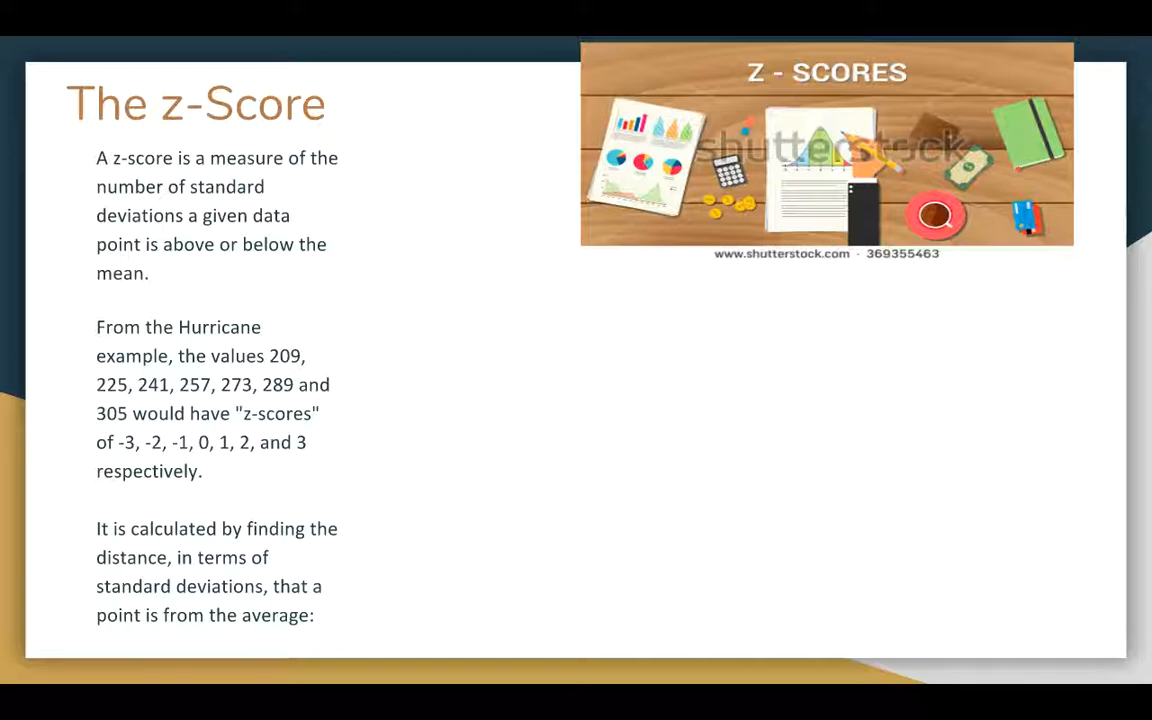 The z-Score
A z-score is a measure of the
number of standard
deviations a given data
point is above or below the
mean.
From the Hurricane
example, the values 209,
225, 241, 257, 273, 289 and
305 would have "z-scores"
of -3, -2, -1, 0, 1, 2, and 3
respectively.
It is calculated by finding the
distance, in terms of
standard deviations, that a
point is from the average:
Z - SCORES
shutterstock
www.shutterstock.com · 369355463